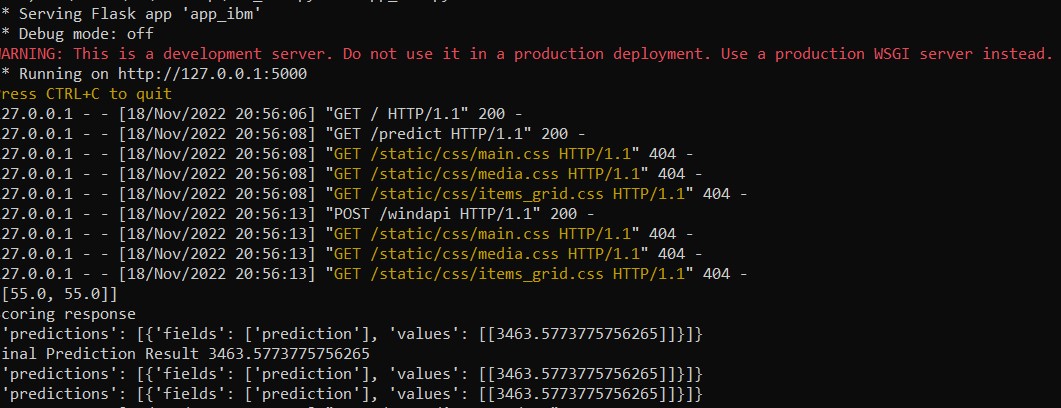 * Serving Flask app 'app_ibm'
* Debug mode: off
WARNING: This is a development server. Do not use it in a production deployment. Use a production WSGI server instead.
* Running on http://127.0.0.1:5000
ress CTRL+C to quit
27.0.0.1 - - [18/Nov/2022 20:56:06] "GET / HTTP/1.1" 200 -
27.0.0.1 - - [18/Nov/2022 20:56:08] "GET /predict HTTP/1.1" 200 -
27.0.0.1 - - [18/Nov/2022 20:56:08] "GET /static/css/main.css HTTP/1.1" 404 -
27.0.0.1 - - [18/Nov/2022 20:56:08] "GET /static/css/media.css HTTP/1.1" 404 -
27.0.0.1 - - [18/Nov/2022 20:56:08] "GET /static/css/items_grid.css HTTP/1.1" 404 -
27.0.0.1 - - [18/Nov/2022 20:56:13] "POST /windapi HTTP/1.1" 200 -
27.0.0.1 - - [18/Nov/2022 20:56:13] "GET /static/css/main.css HTTP/1.1" 404 -
27.0.0.1 - - [18/Nov/2022 20:56:13] "GET /static/css/media.css HTTP/1.1" 404 -
27.0.0.1 - - [18/Nov/2022 20:56:13] "GET /static/css/items_grid.css HTTP/1.1" 404 -
[55.0, 55.0]]
coring response
'predictions': [{'fields': ['prediction'], 'values': [[3463.5773775756265]]}]}
inal Prediction Result 3463.5773775756265
'predictions': [{'fields': ['prediction'], 'values': [[3463.5773775756265]]}]}
'predictions': [{'fields': ['prediction'], 'values': [[3463.5773775756265]]}]}